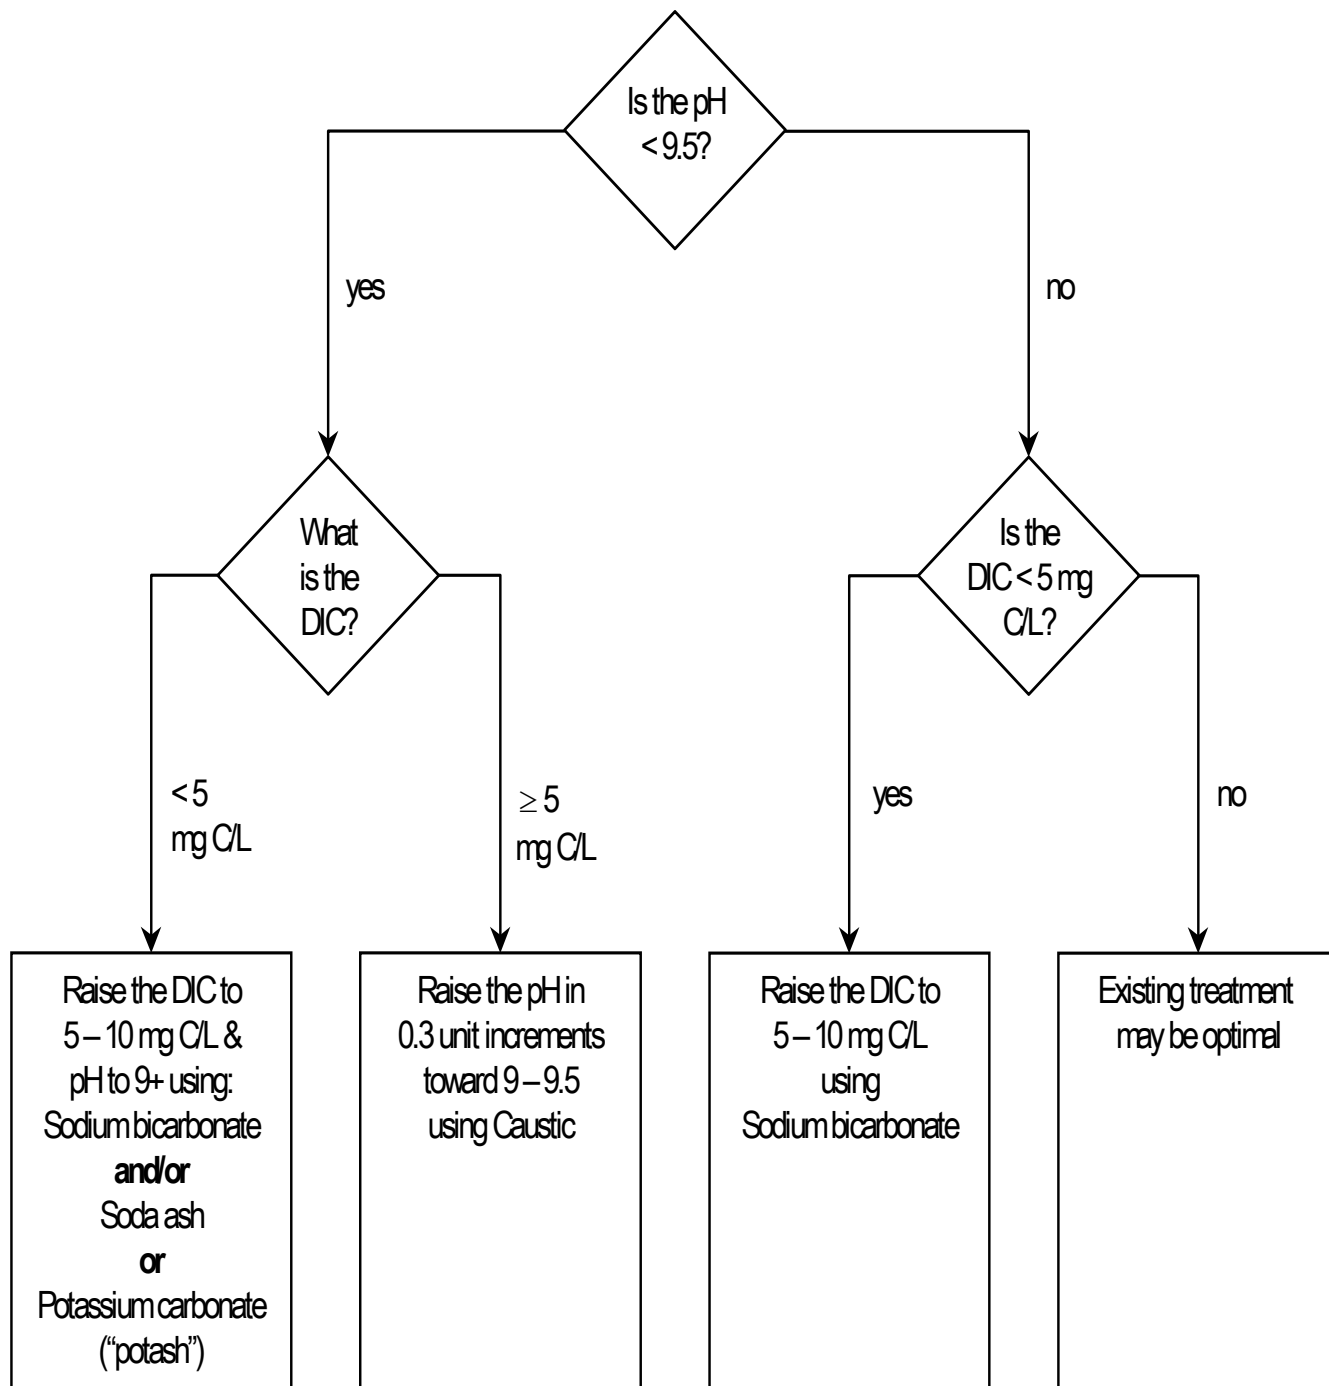 Is the pH
< 9.5?
yes
no
What
is the
DIC?
Is the
DIC < 5 mg
C/L?
< 5
mg C/L
≥ 5
mg C/L
yes
no
Raise the DIC to
5 – 10 mg C/L &
pH to 9+ using:
Sodium bicarbonate
and/or
Soda ash
or
Potassium carbonate
(“potash”)
Raise the pH in
0.3 unit increments
toward 9 – 9.5
using Caustic
Raise the DIC to
5 – 10 mg C/L
using
Sodium bicarbonate
Existing treatment
may be optimal